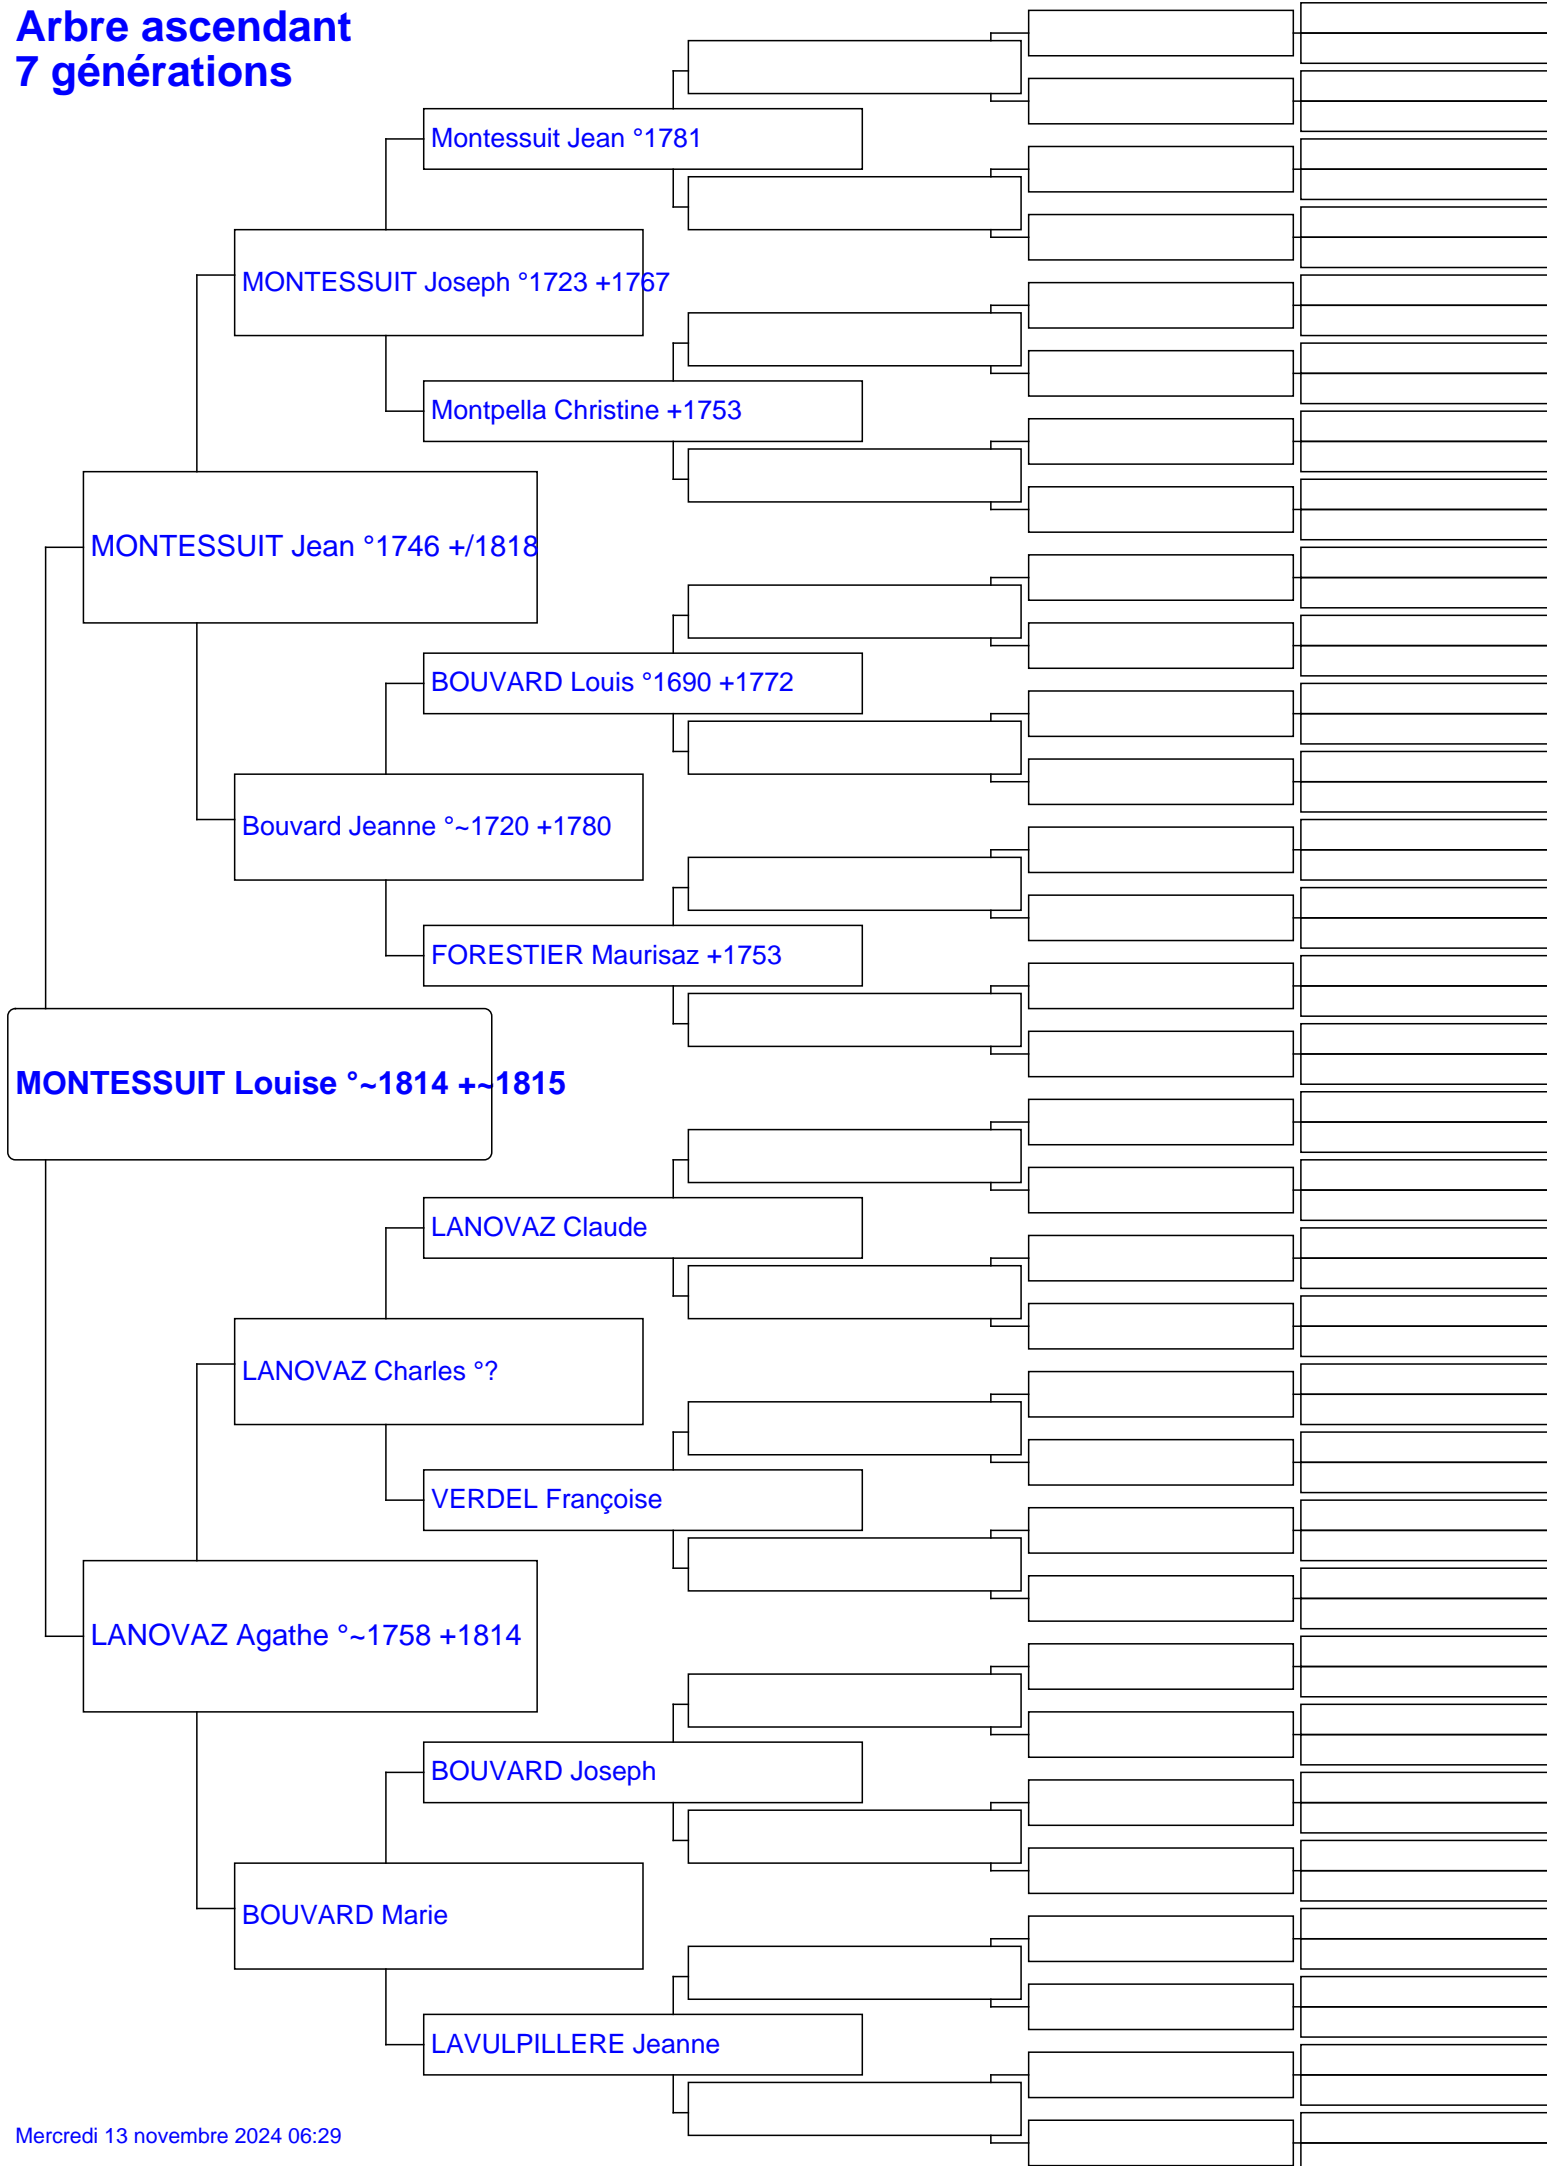 Arbre ascendant
7 générations
Montessuit Jean °1781
MONTESSUIT Joseph °1723 +1767
Montpella Christine +1753
MONTESSUIT Jean °1746 +/1818
BOUVARD Louis °1690 +1772
Bouvard Jeanne °~1720 +1780
FORESTIER Maurisaz +1753
MONTESSUIT Louise °~1814 +~1815
LANOVAZ Claude
LANOVAZ Charles °?
VERDEL Françoise
LANOVAZ Agathe °~1758 +1814
BOUVARD Joseph
BOUVARD Marie
LAVULPILLERE Jeanne
Mercredi 13 novembre 2024 06:29